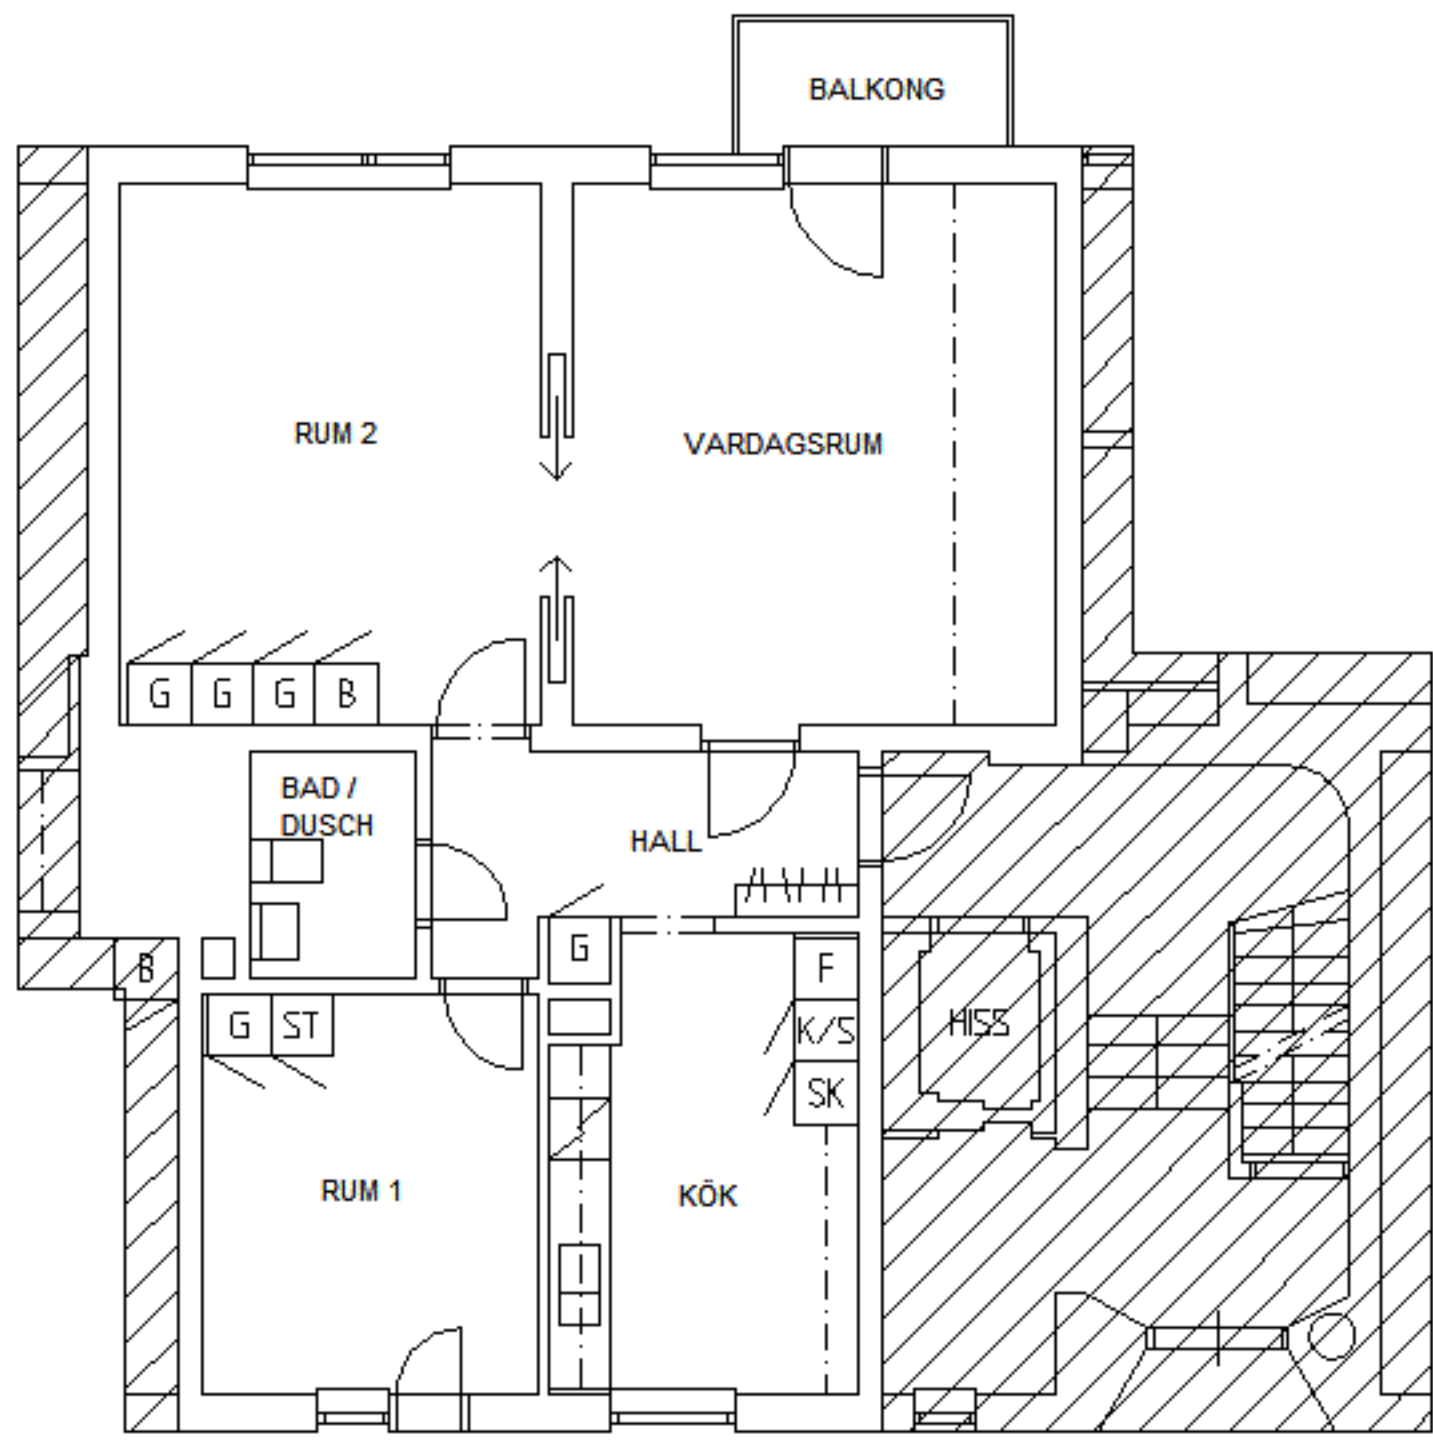 BALKONG
RUM 2
VARDAGSRUM
G G G B
BAD /
DUSCH
HALL
G
B
F
G ST
K/S
HISS
SK
RUM 1
KÖK